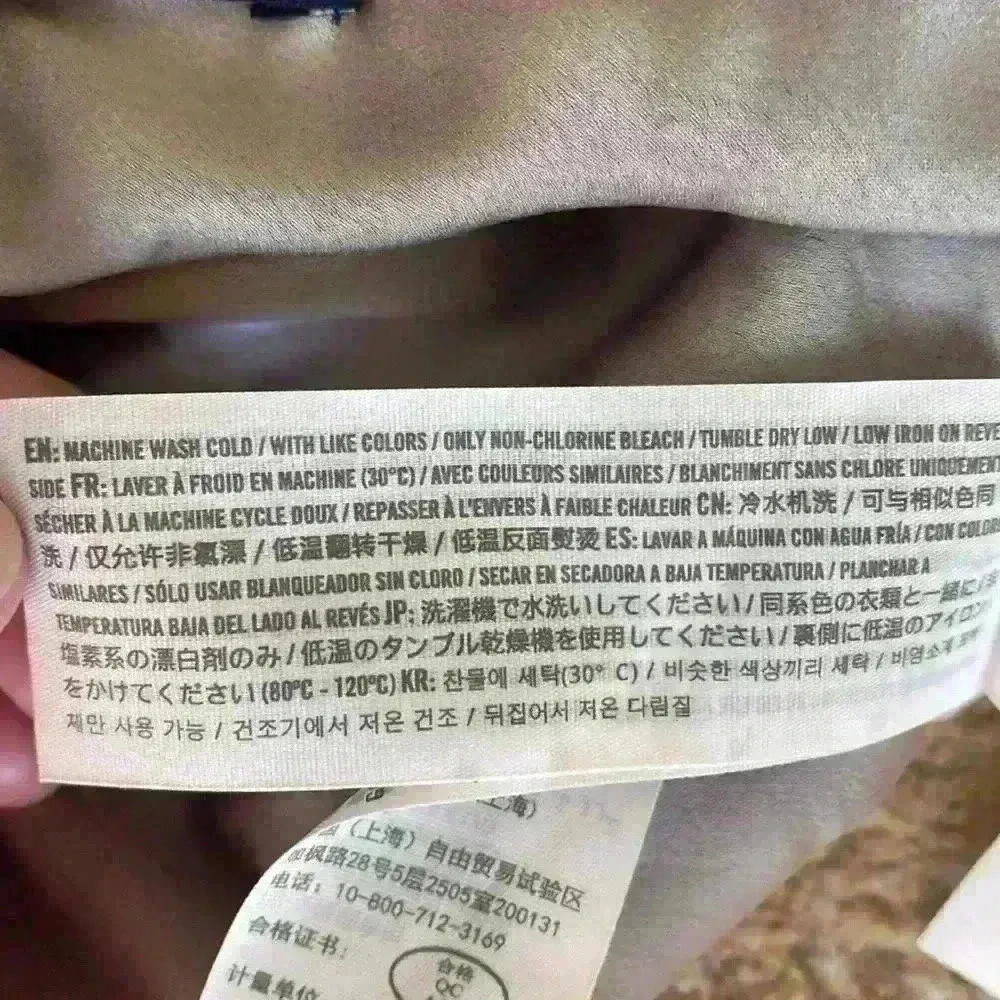 EN: MACHINE WASH COLD / WITH LIKE COLORS / ONLY NON-CHLORINE BLEACH / TUMBLE DRY LOW / LOW IRON ON REVE
SIDE FR: LAVER À FROID EN MACHINE (30°C) / AVEC COULEURS SIMILAIRES / BLANCHIMENT SANS CHLORE UNIQUEMENT
SÉCHER À LA MACHINE CYCLE DOUX / REPASSER À L'ENVERS À FAIBLE CHALEUR CN: 冷水机洗 / 可与相似色同
洗 / 仅允许非氯漂 / 低温翻转干燥 / 低温反面熨烫 ES: LAVAR A MÁQUINA CON AGUA FRÍA / CON COLOR
SIMILARES / SÓLO USAR BLANQUEADOR SIN CLORO / SECAR EN SECADORA A BAJA TEMPERATURA / PLANCHAR A
TEMPERATURA BAJA DEL LADO AL REVÉS JP: 洗濯機で水洗いしてください / 同系色の衣類と一緒に /
塩素系の漂白剤のみ / 低温のタンブル乾燥機を使用してください / 裏側に低温のアイロン
をかけてください (80°C - 120°C) KR: 찬물에 세탁(30° C) / 비슷한 색상끼리 세탁 / 비염소계
제만 사용 가능 / 건조기에서 저온 건조 / 뒤집어서 저온 다림질
上海)
(上海) 自由贸易试验区
枫路28号5层2505室200131
电话: 10-800-712-3169
合格证书:
合格
QC
计量单位